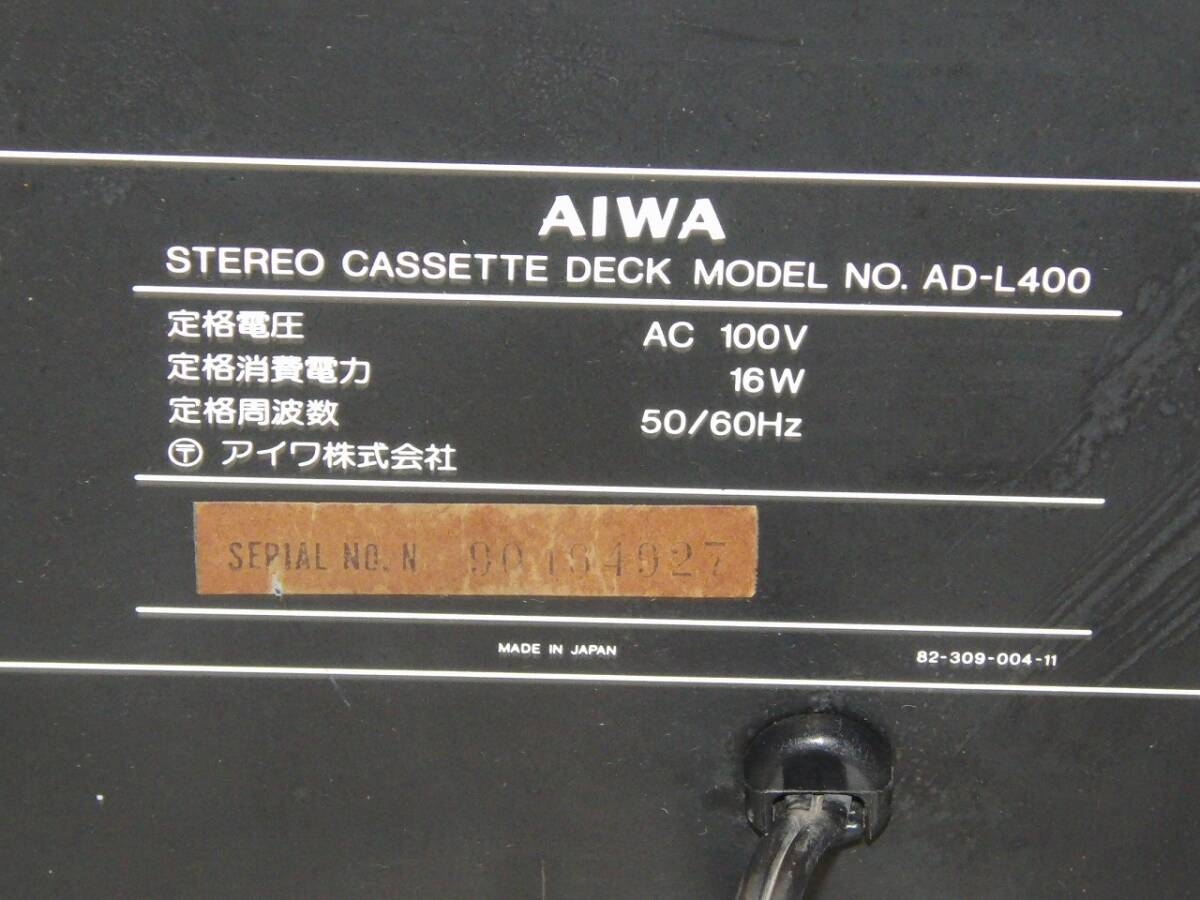 AIWA
STEREO CASSETTE DECK MODEL NO. AD-L400
定格電圧 AC 100V
定格消費電力 16W
定格周波数 50/60Hz
〶 アイワ株式会社
SERIAL NO. N
MADE IN JAPAN 82-309-004-11